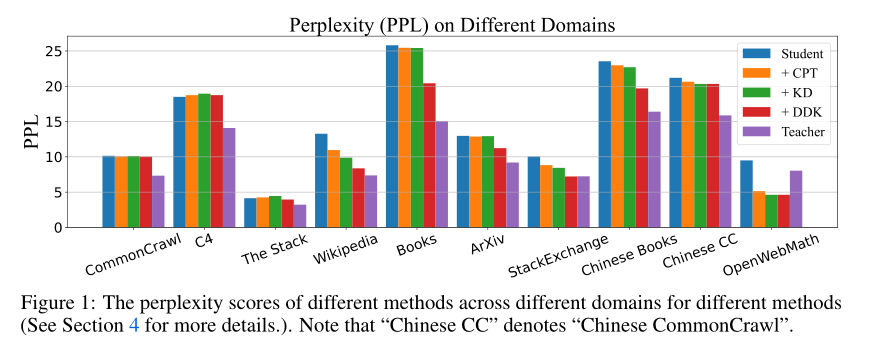 Perplexity (PPL) on Different Domains
PPL
25
20
15
10
5
0
Student
+ CPT
+ KD
+ DDK
Teacher
CommonCrawl
C4
The Stack
Wikipedia
Books
ArXiv
StackExchange
Chinese Books
Chinese CC
OpenWebMath
Figure 1: The perplexity scores of different methods across different domains for different methods
(See Section 4 for more details.). Note that “Chinese CC” denotes “Chinese CommonCrawl”.